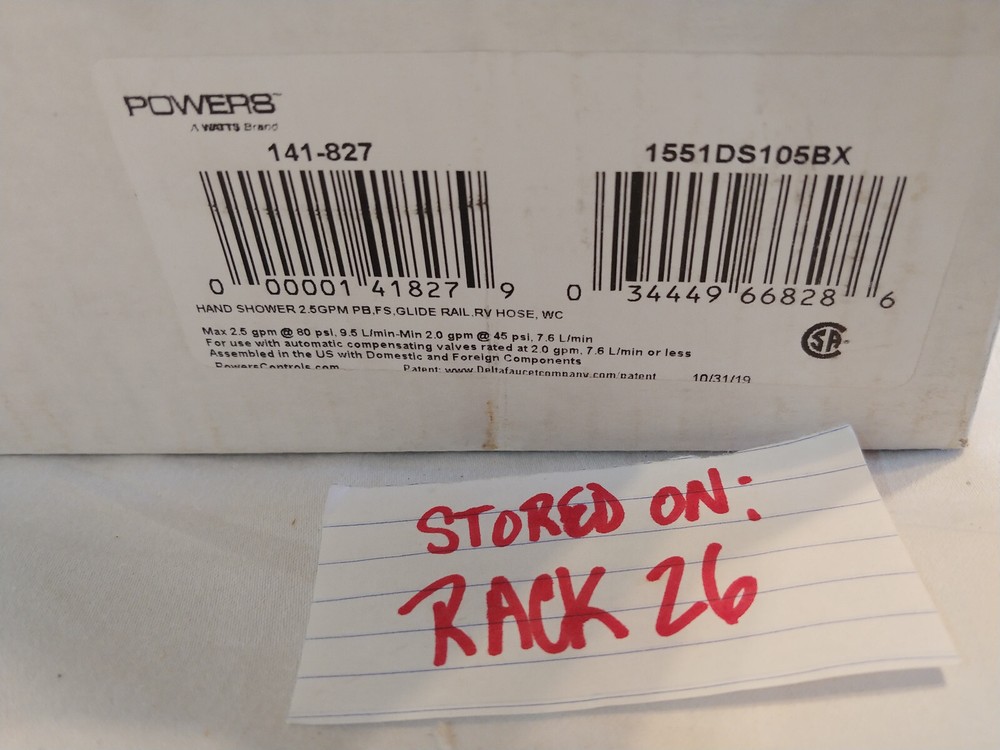 POWERS™
A WATTS Brand
141-827
1551DS105BX
0 00001 41827 9
0 34449 66828 6
HAND SHOWER 2.5GPM PB,FS,GLIDE RAIL,RV HOSE, WC
Max 2.5 gpm @ 80 psi, 9.5 L/min-Min 2.0 gpm @ 45 psi, 7.6 L/min
For use with automatic compensating valves rated at 2.0 gpm, 7.6 L/min or less
Assembled in the US with Domestic and Foreign Components
PowersControls.com
Patent: www.Deltafaucetcompany.com/patent
10/31/19
SA
STORED ON:
RACK 26